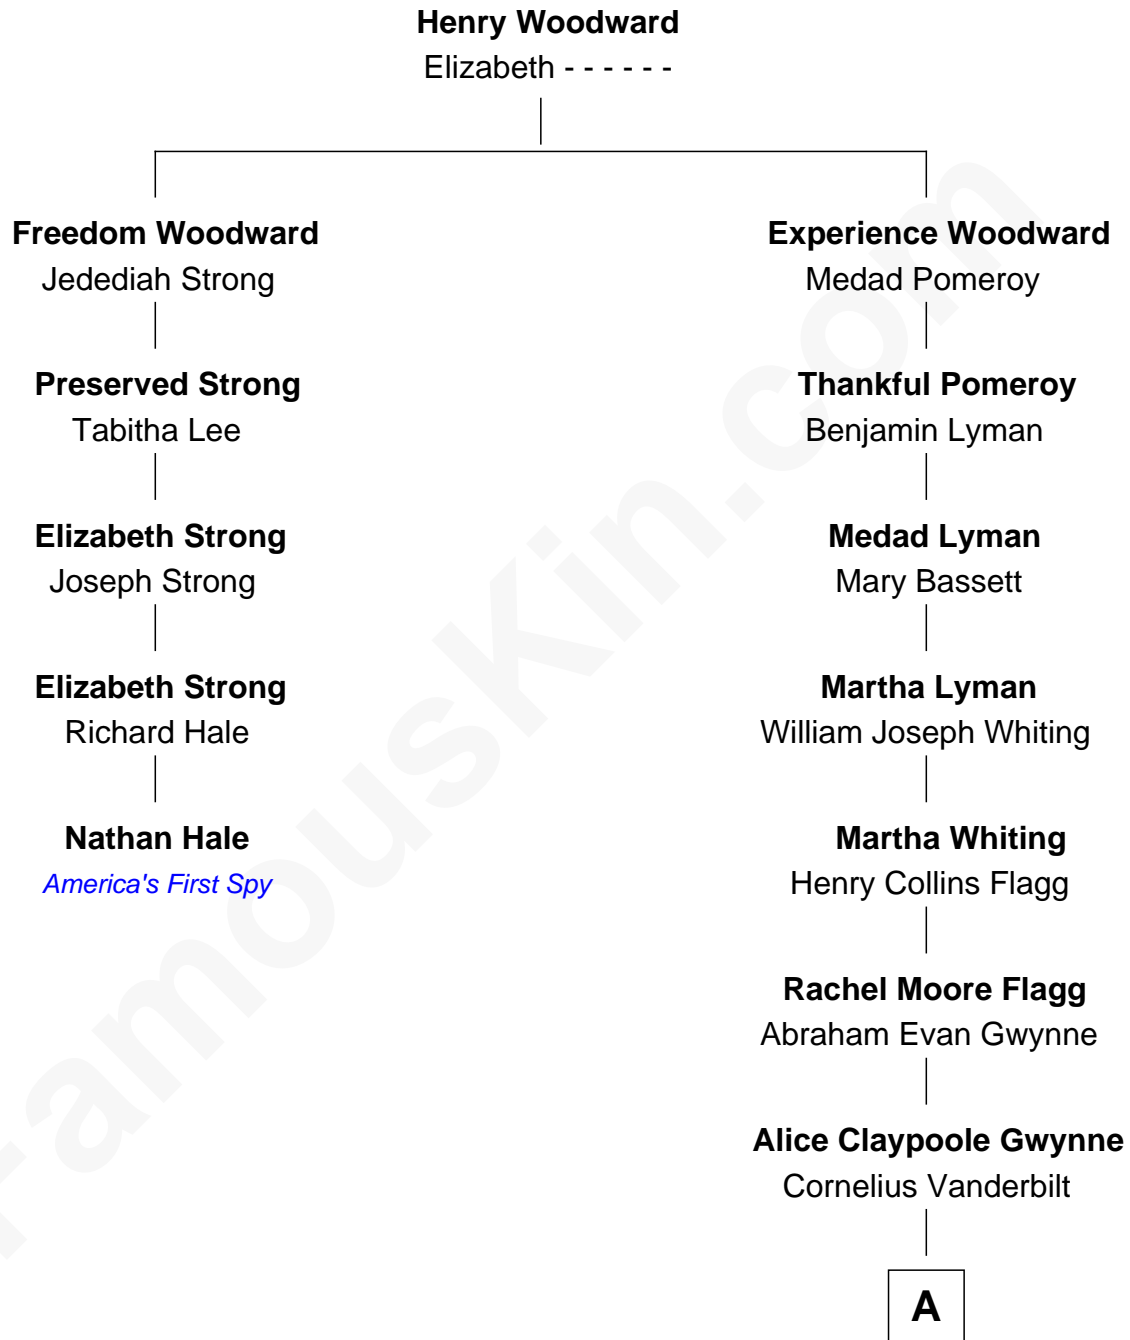 Henry Woodward
Elizabeth - - - - - -
Freedom Woodward
Jedediah Strong
Experience Woodward
Medad Pomeroy
Preserved Strong
Tabitha Lee
Thankful Pomeroy
Benjamin Lyman
Elizabeth Strong
Joseph Strong
Medad Lyman
Mary Bassett
Elizabeth Strong
Richard Hale
Martha Lyman
William Joseph Whiting
Nathan Hale
America's First Spy
Martha Whiting
Henry Collins Flagg
Rachel Moore Flagg
Abraham Evan Gwynne
Alice Claypoole Gwynne
Cornelius Vanderbilt
A
FamousKin.com